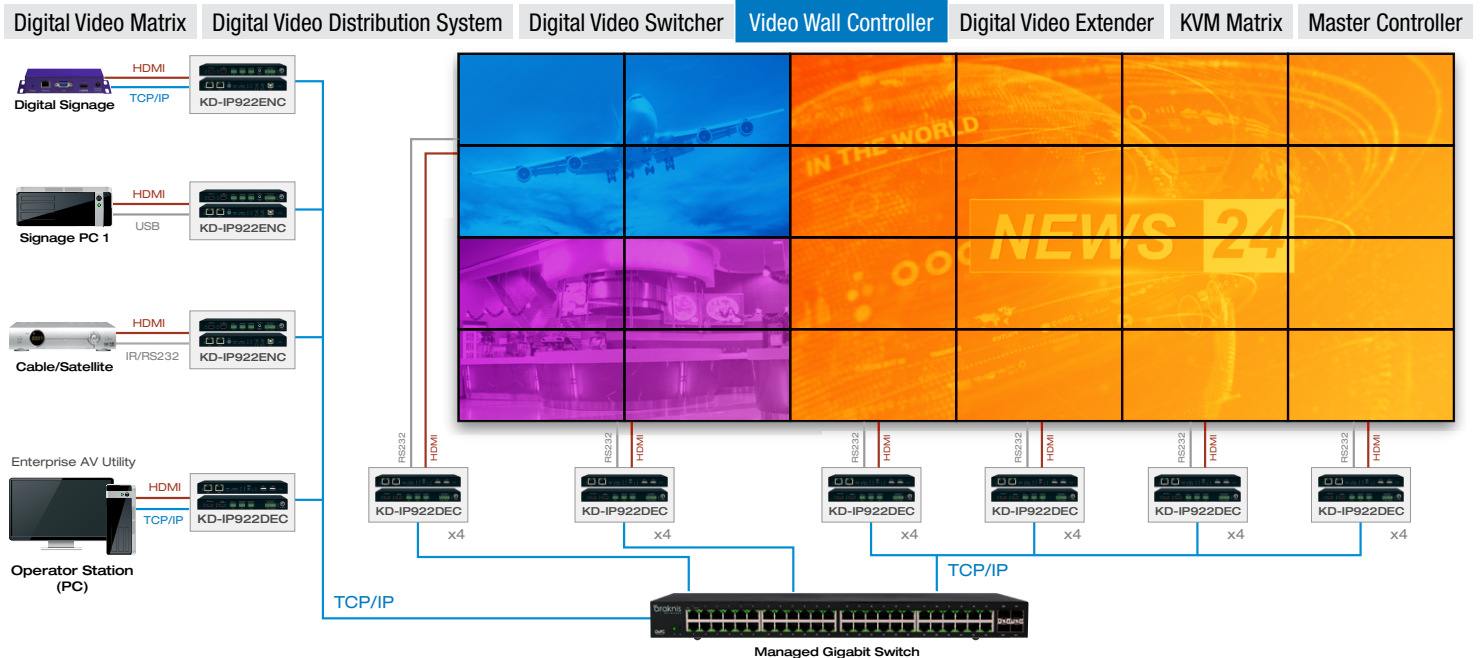 Digital Video Matrix
Digital Video Distribution System
Digital Video Switcher
Video Wall Controller
Digital Video Extender
KVM Matrix
Master Controller
HDMI
TCP/IP
Digital Signage
KD-IP922ENC
HDMI
USB
Signage PC 1
KD-IP922ENC
HDMI
IR/RS232
Cable/Satellite
KD-IP922ENC
Enterprise AV Utility
HDMI
TCP/IP
KD-IP922DEC
Operator Station
(PC)
IN THE WORLD
NEWS 24
RS232
HDMI
KD-IP922DEC
x4
RS232
HDMI
KD-IP922DEC
x4
RS232
HDMI
KD-IP922DEC
x4
RS232
HDMI
KD-IP922DEC
x4
RS232
HDMI
KD-IP922DEC
x4
RS232
HDMI
KD-IP922DEC
x4
TCP/IP
TCP/IP
araknis
Managed Gigabit Switch